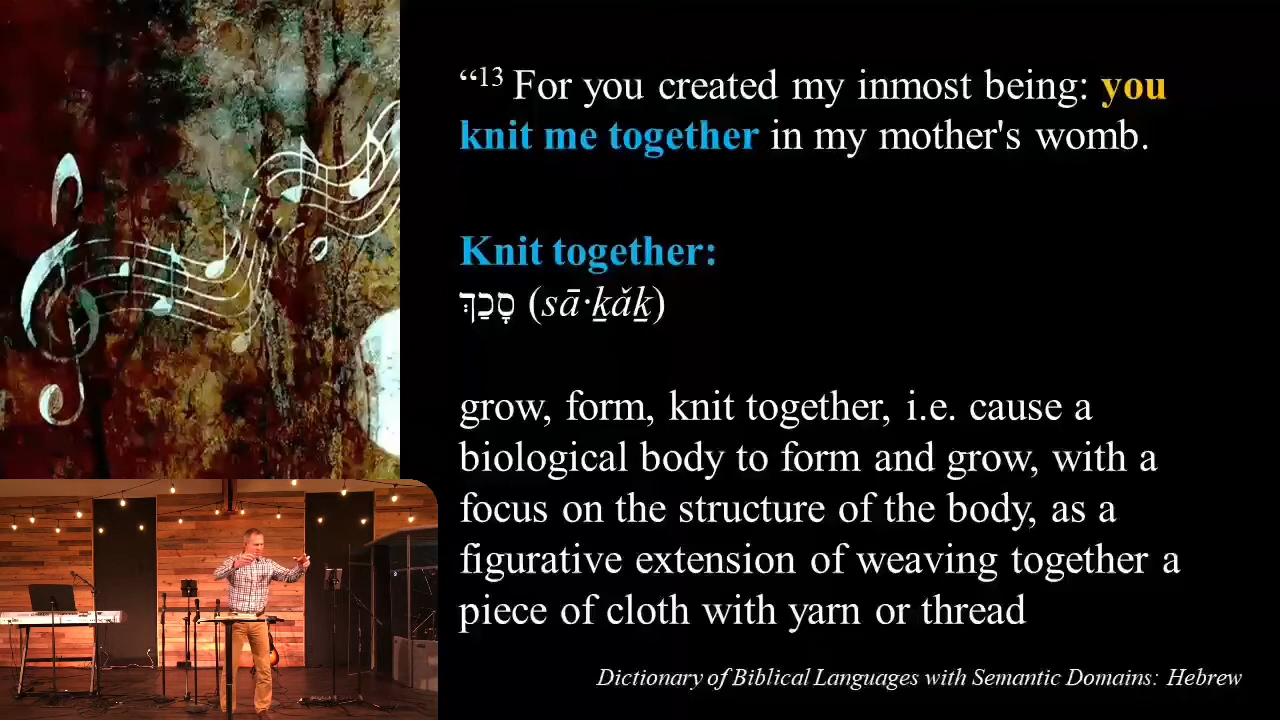 “13 For you created my inmost being: you
knit me together in my mother's womb.
Knit together:
סָכַךְ (sā·ḵǎḵ)
grow, form, knit together, i.e. cause a
biological body to form and grow, with a
focus on the structure of the body, as a
figurative extension of weaving together a
piece of cloth with yarn or thread
Dictionary of Biblical Languages with Semantic Domains: Hebrew